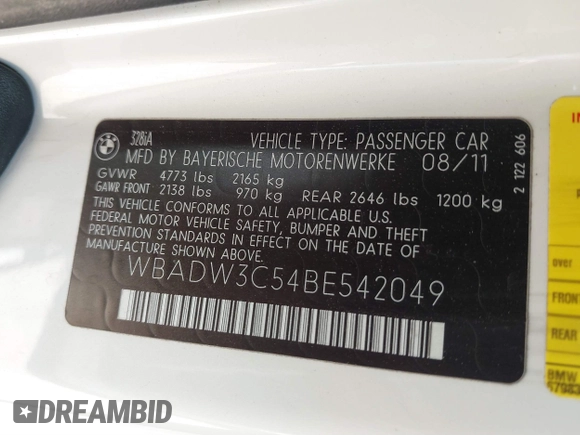 BMW
328iA
VEHICLE TYPE: PASSENGER CAR
MFD BY BAYERISCHE MOTORENWERKE 08/11
GVWR 4773 lbs 2165 kg
GAWR FRONT 2138 lbs 970 kg REAR 2646 lbs 1200 kg
THIS VEHICLE CONFORMS TO ALL APPLICABLE U.S.
FEDERAL MOTOR VEHICLE SAFETY, BUMPER AND THEFT
PREVENTION STANDARDS IN EFFECT ON THE DATE OF
MANUFACTURE SHOWN ABOVE.
WBADW3C54BE542049
2 122 606
over
FRONT
REAR
BMW
DREAMBID